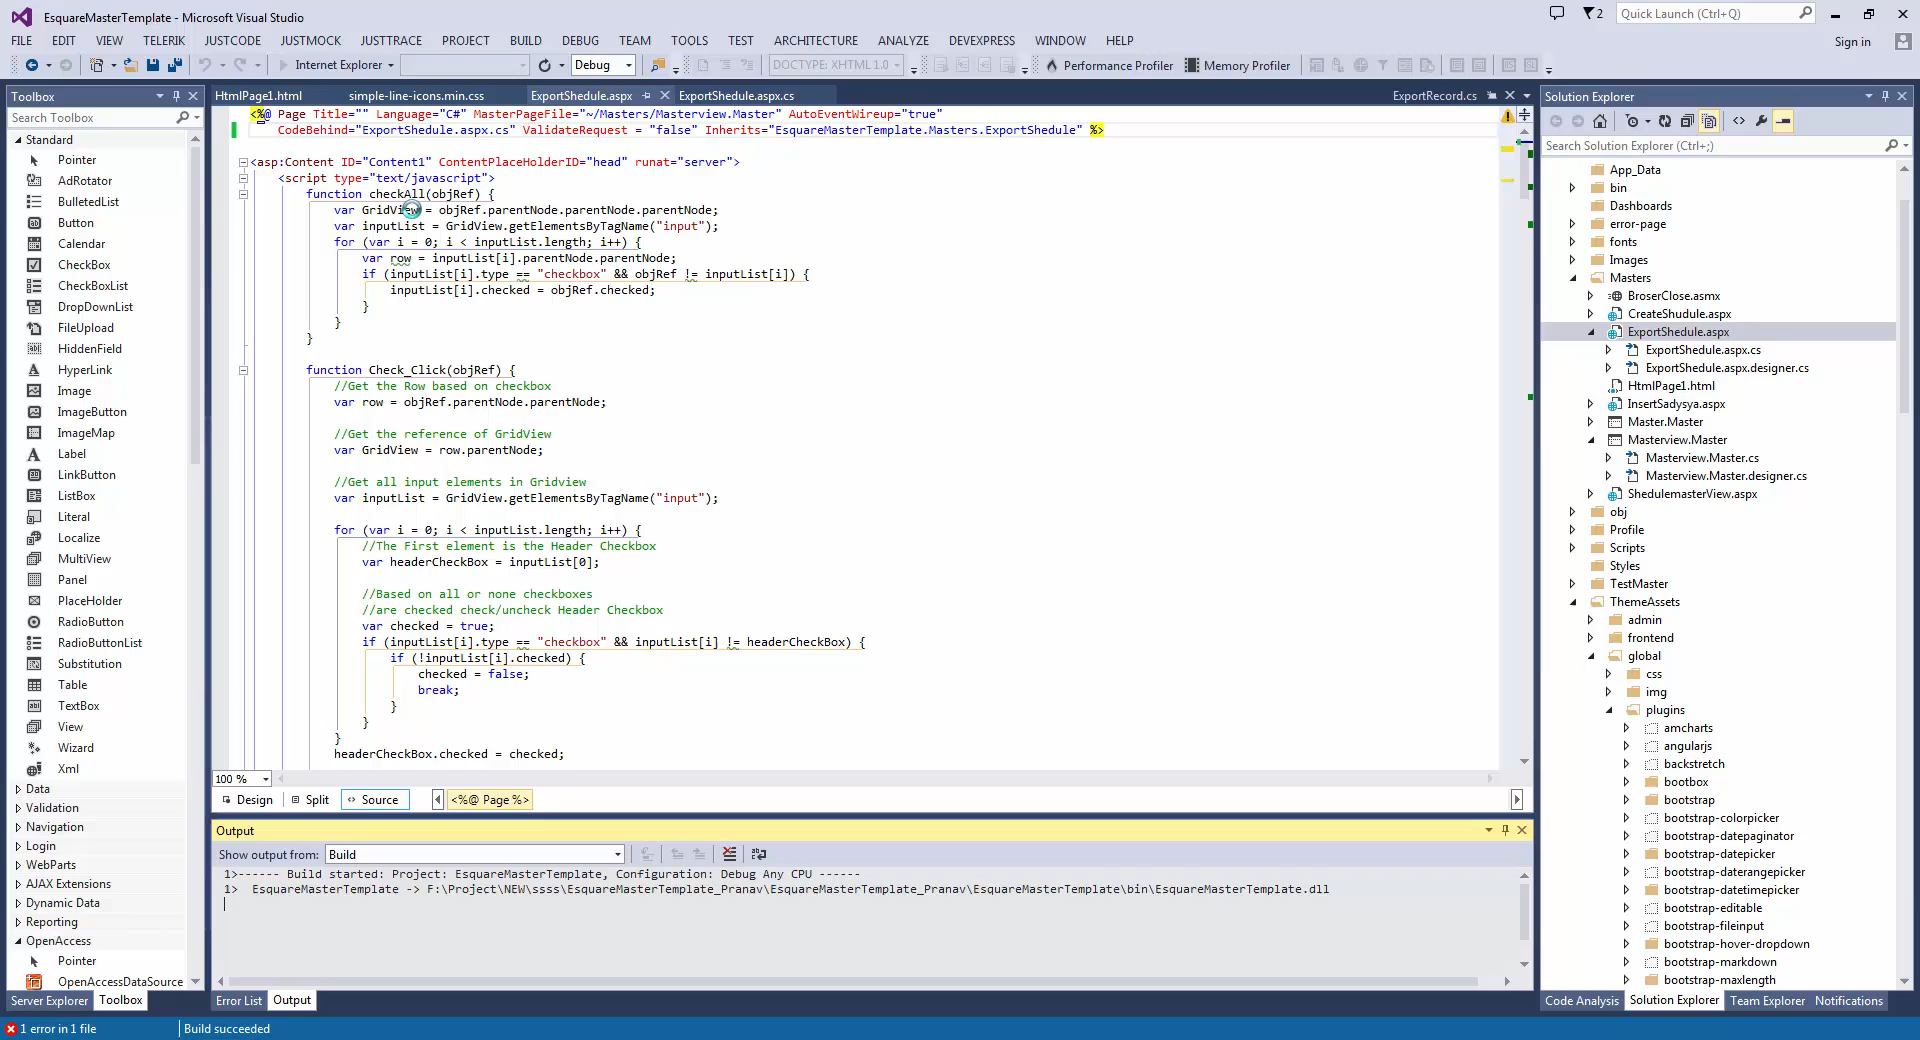 EsquareMasterTemplate - Microsoft Visual Studio
2
Quick Launch (Ctrl+Q)
FILE EDIT VIEW TELERIK JUSTCODE JUSTMOCK JUSTTRACE PROJECT BUILD DEBUG TEAM TOOLS TEST ARCHITECTURE ANALYZE DEVEXPRESS WINDOW HELP
Sign in
Internet Explorer Debug DOCTYPE: XHTML 1.0 Performance Profiler Memory Profiler
Toolbox
Search Toolbox
Standard
Pointer
AdRotator
BulletedList
Button
Calendar
CheckBox
CheckBoxList
DropDownList
FileUpload
HiddenField
HyperLink
Image
ImageButton
ImageMap
Label
LinkButton
ListBox
Literal
Localize
MultiView
Panel
PlaceHolder
RadioButton
RadioButtonList
Substitution
Table
TextBox
View
Wizard
Xml
Data
Validation
Navigation
Login
WebParts
AJAX Extensions
Dynamic Data
Reporting
OpenAccess
Pointer
OpenAccessDataSource
Server Explorer Toolbox
HtmlPage1.html simple-line-icons.min.css ExportShedule.aspx ExportShedule.aspx.cs ExportRecord.cs
<%@ Page Title="" Language="C#" MasterPageFile="~/Masters/Masterview.Master" AutoEventWireup="true"
CodeBehind="ExportShedule.aspx.cs" ValidateRequest = "false" Inherits="EsquareMasterTemplate.Masters.ExportShedule" %>
<asp:Content ID="Content1" ContentPlaceHolderID="head" runat="server">
<script type="text/javascript">
function checkAll(objRef) {
var GridView = objRef.parentNode.parentNode.parentNode;
var inputList = GridView.getElementsByTagName("input");
for (var i = 0; i < inputList.length; i++) {
var row = inputList[i].parentNode.parentNode;
if (inputList[i].type == "checkbox" && objRef != inputList[i]) {
inputList[i].checked = objRef.checked;
}
}
}
function Check_Click(objRef) {
//Get the Row based on checkbox
var row = objRef.parentNode.parentNode;
//Get the reference of GridView
var GridView = row.parentNode;
//Get all input elements in Gridview
var inputList = GridView.getElementsByTagName("input");
for (var i = 0; i < inputList.length; i++) {
//The First element is the Header Checkbox
var headerCheckBox = inputList[0];
//Based on all or none checkboxes
//are checked check/uncheck Header Checkbox
var checked = true;
if (inputList[i].type == "checkbox" && inputList[i] != headerCheckBox) {
if (!inputList[i].checked) {
checked = false;
break;
}
}
}
headerCheckBox.checked = checked;
100 %
Design Split Source <%@ Page %>
Output
Show output from: Build
1>------ Build started: Project: EsquareMasterTemplate, Configuration: Debug Any CPU ------
1> EsquareMasterTemplate -> F:\Project\NEW\ssss\EsquareMasterTemplate_Pranav\EsquareMasterTemplate_Pranav\EsquareMasterTemplate\bin\EsquareMasterTemplate.dll
Error List Output
Solution Explorer
Search Solution Explorer (Ctrl+;)
App_Data
bin
Dashboards
error-page
fonts
Images
Masters
BroserClose.asmx
CreateShudule.aspx
ExportShedule.aspx
ExportShedule.aspx.cs
ExportShedule.aspx.designer.cs
HtmlPage1.html
InsertSadysya.aspx
Master.Master
Masterview.Master
Masterview.Master.cs
Masterview.Master.designer.cs
ShedulemasterView.aspx
obj
Profile
Scripts
Styles
TestMaster
ThemeAssets
admin
frontend
global
css
img
plugins
amcharts
angularjs
backstretch
bootbox
bootstrap
bootstrap-colorpicker
bootstrap-datepaginator
bootstrap-datepicker
bootstrap-daterangepicker
bootstrap-datetimepicker
bootstrap-editable
bootstrap-fileinput
bootstrap-hover-dropdown
bootstrap-markdown
bootstrap-maxlength
Code Analysis Solution Explorer Team Explorer Notifications
1 error in 1 file Build succeeded